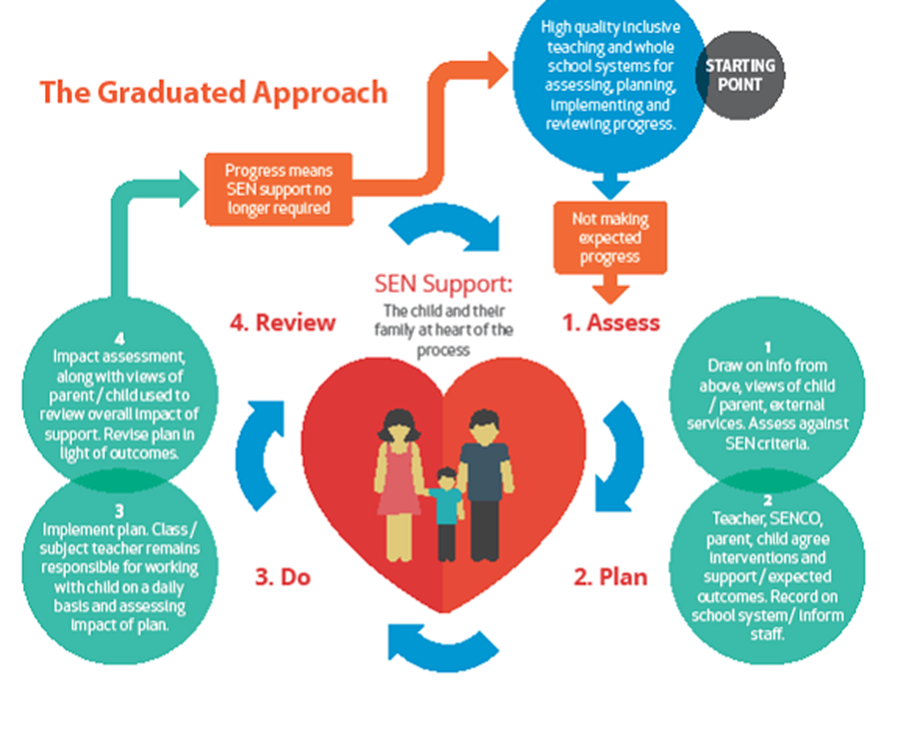 The Graduated Approach
High quality inclusive
teaching and whole
school systems for
assessing, planning,
implementing and
reviewing progress.
STARTING
POINT
Progress means
SEN support no
longer required
Not making
expected
progress
SEN Support:
The child and their
family at heart of the
process
4. Review
1. Assess
1
Draw on info from
above, views of child
/ parent, external
services. Assess against
SEN criteria.
2
Teacher, SENCO,
parent, child agree
interventions and
support / expected
outcomes. Record on
school system/ inform
staff.
4
Impact assessment,
along with views of
parent / child used to
review overall impact of
support. Revise plan in
light of outcomes.
3
Implement plan. Class /
subject teacher remains
responsible for working
with child on a daily
basis and assessing
impact of plan.
3. Do
2. Plan